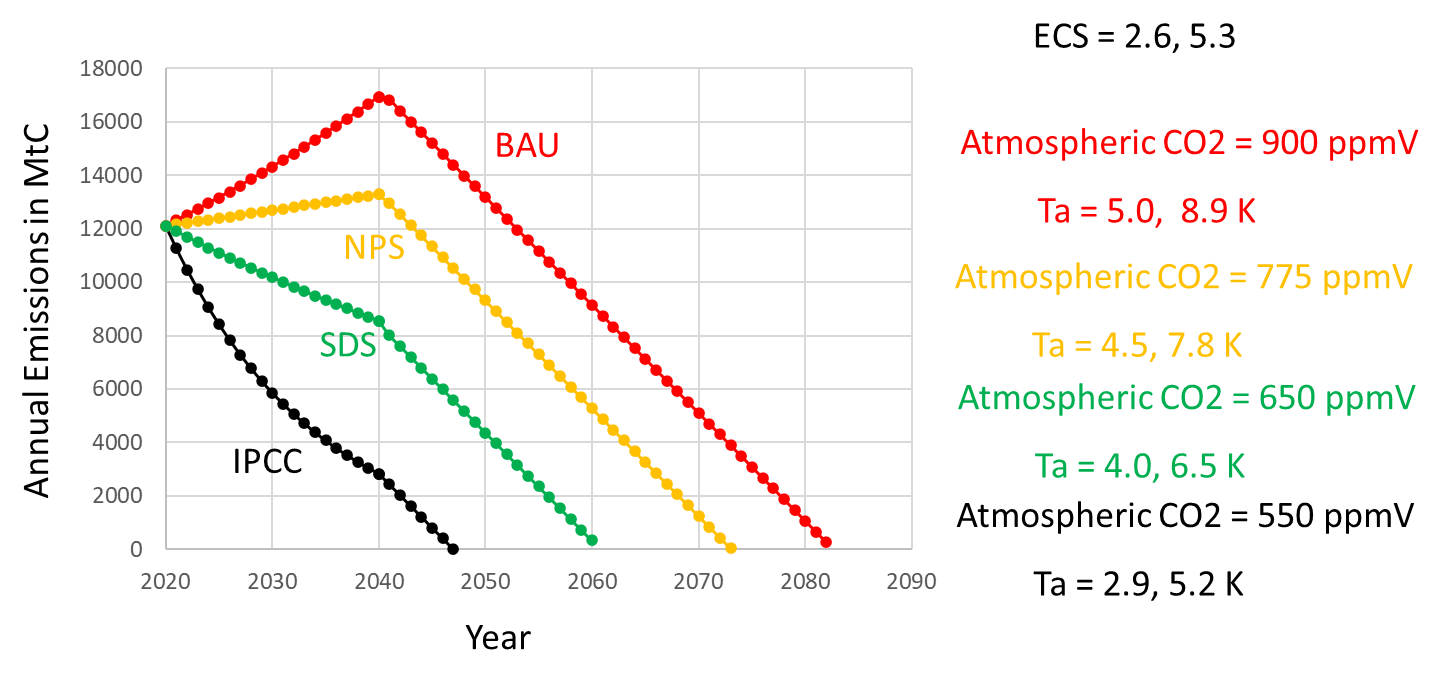 ECS = 2.6, 5.3
18000
16000
14000
12000
10000
8000
6000
4000
2000
0
Annual Emissions in MtC
BAU
NPS
SDS
IPCC
2020 2030 2040 2050 2060 2070 2080 2090
Year
Atmospheric CO2 = 900 ppmV
Ta = 5.0, 8.9 K
Atmospheric CO2 = 775 ppmV
Ta = 4.5, 7.8 K
Atmospheric CO2 = 650 ppmV
Ta = 4.0, 6.5 K
Atmospheric CO2 = 550 ppmV
Ta = 2.9, 5.2 K